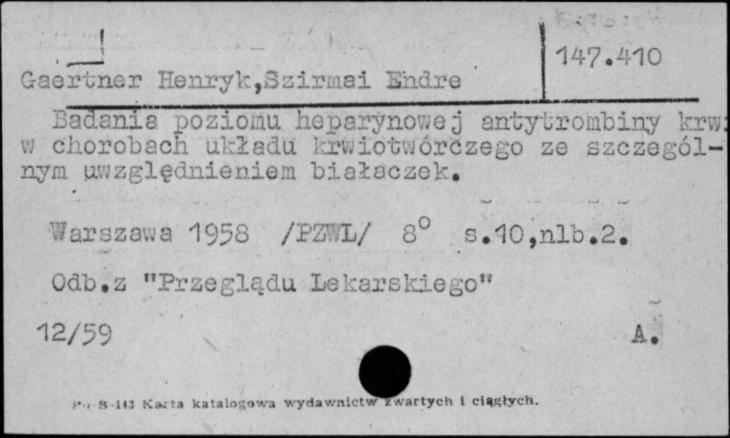 147.410
Gaertner Henryk,Szirmai Endre
Badania poziomu heparynowej antytrombiny krwi
w chorobach układu krwiotwórczego ze szczegól-
nym uwzględnieniem białaczek.
Warszawa 1958 /PZWL/ 8° s.10,nlb.2.
Odb.z "Przeglądu Lekarskiego"
12/59 A.
Karta katalogowa wydawnictw zwartych i ciągłych.